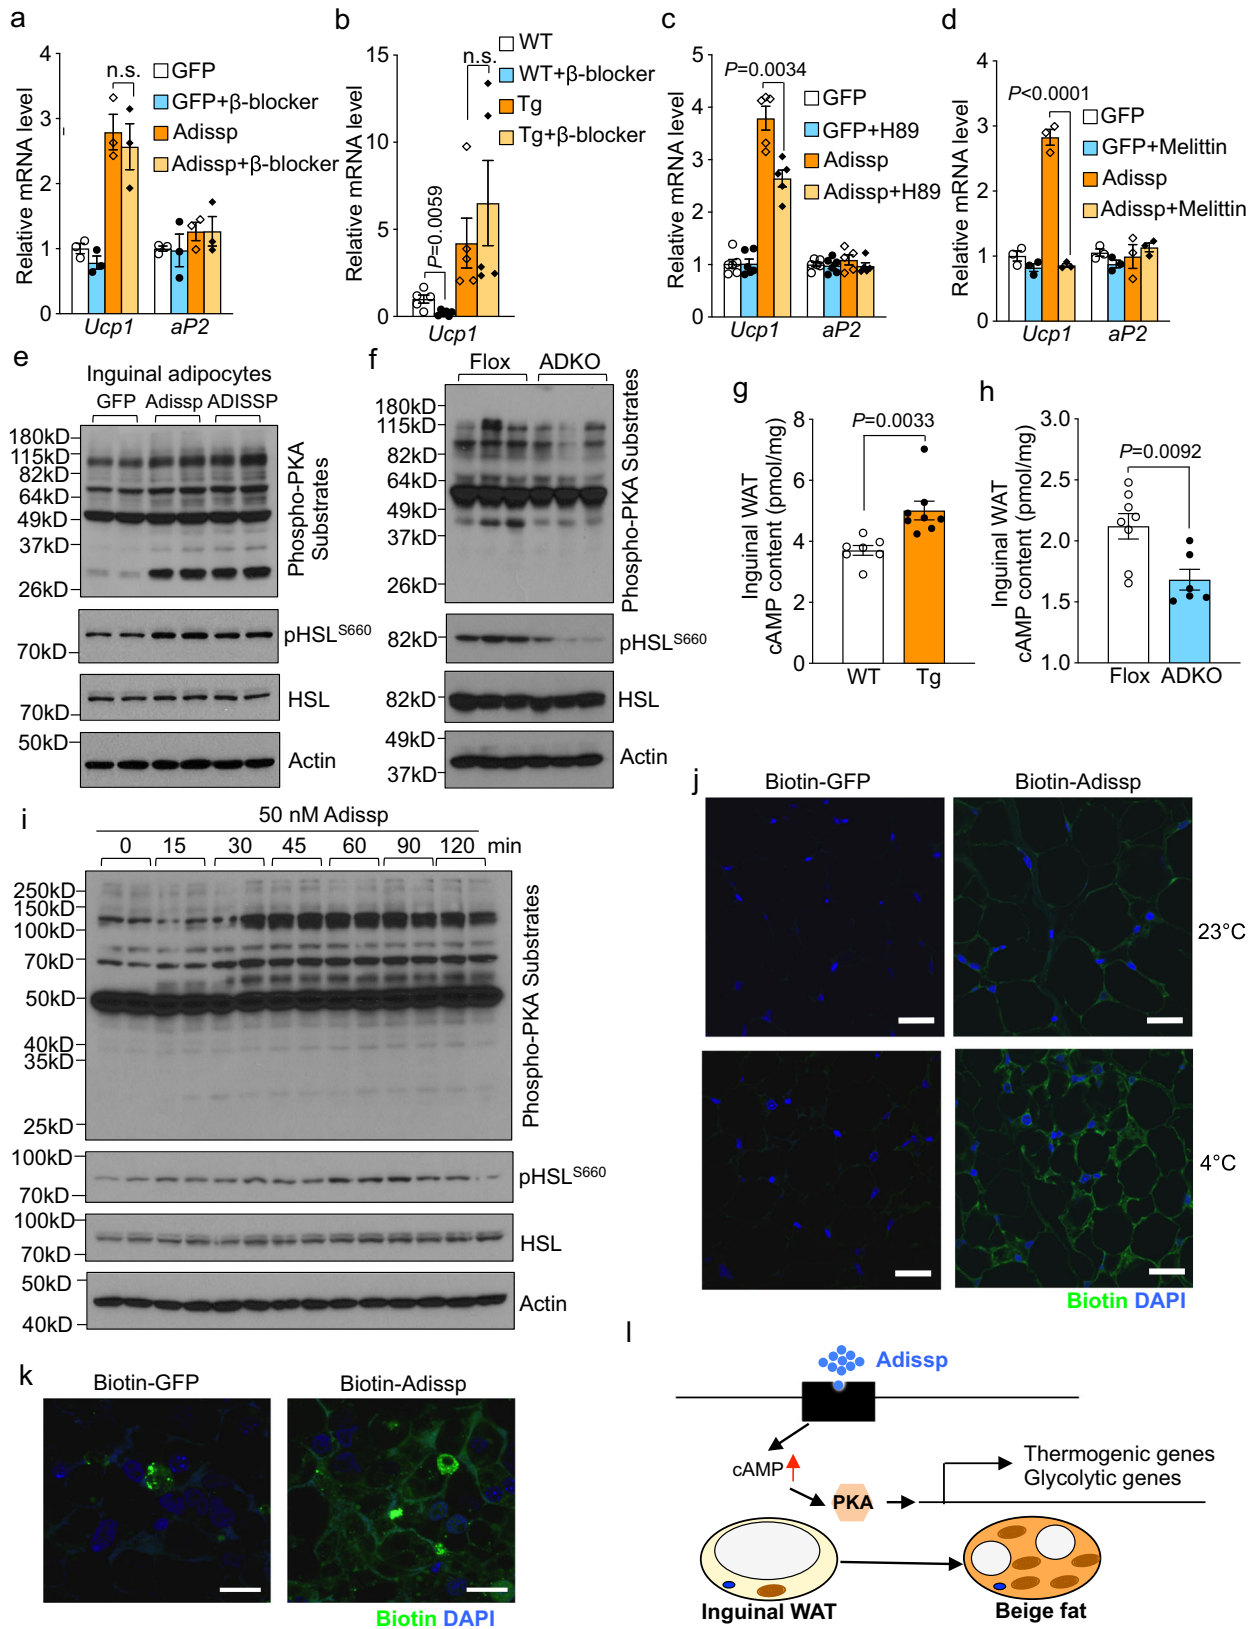 a
Relative mRNA level
4
3
2
1
0
n.s.
GFP
GFP+β-blocker
Adissp
Adissp+β-blocker
Ucp1 aP2
b
Relative mRNA level
15
10
5
0
P=0.0059
n.s.
WT
WT+β-blocker
Tg
Tg+β-blocker
Ucp1
c
Relative mRNA level
5
4
3
2
1
0
P=0.0034
GFP
GFP+H89
Adissp
Adissp+H89
Ucp1 aP2
d
Relative mRNA level
4
3
2
1
0
P<0.0001
GFP
GFP+Melittin
Adissp
Adissp+Melittin
Ucp1 aP2
e
Inguinal adipocytes
GFP Adissp ADISSP
180kD
115kD
82kD
64kD
49kD
37kD
26kD
Phospho-PKA
Substrates
70kD
pHSLS660
70kD
HSL
50kD
Actin
f
Flox ADKO
180kD
115kD
82kD
64kD
49kD
37kD
26kD
Phospho-PKA Substrates
82kD
pHSLS660
82kD
HSL
49kD
37kD
Actin
g
Inguinal WAT
cAMP content (pmol/mg)
8
6
4
2
0
P=0.0033
WT Tg
h
Inguinal WAT
cAMP content (pmol/mg)
3.0
2.5
2.0
1.5
1.0
P=0.0092
Flox ADKO
i
50 nM Adissp
0 15 30 45 60 90 120 min
250kD
150kD
100kD
70kD
50kD
40kD
35kD
25kD
Phospho-PKA Substrates
100kD
70kD
pHSLS660
100kD
70kD
HSL
50kD
40kD
Actin
j
Biotin-GFP Biotin-Adissp
23°C
4°C
Biotin DAPI
k
Biotin-GFP Biotin-Adissp
Biotin DAPI
l
Adissp
cAMP
PKA
Thermogenic genes
Glycolytic genes
Inguinal WAT Beige fat